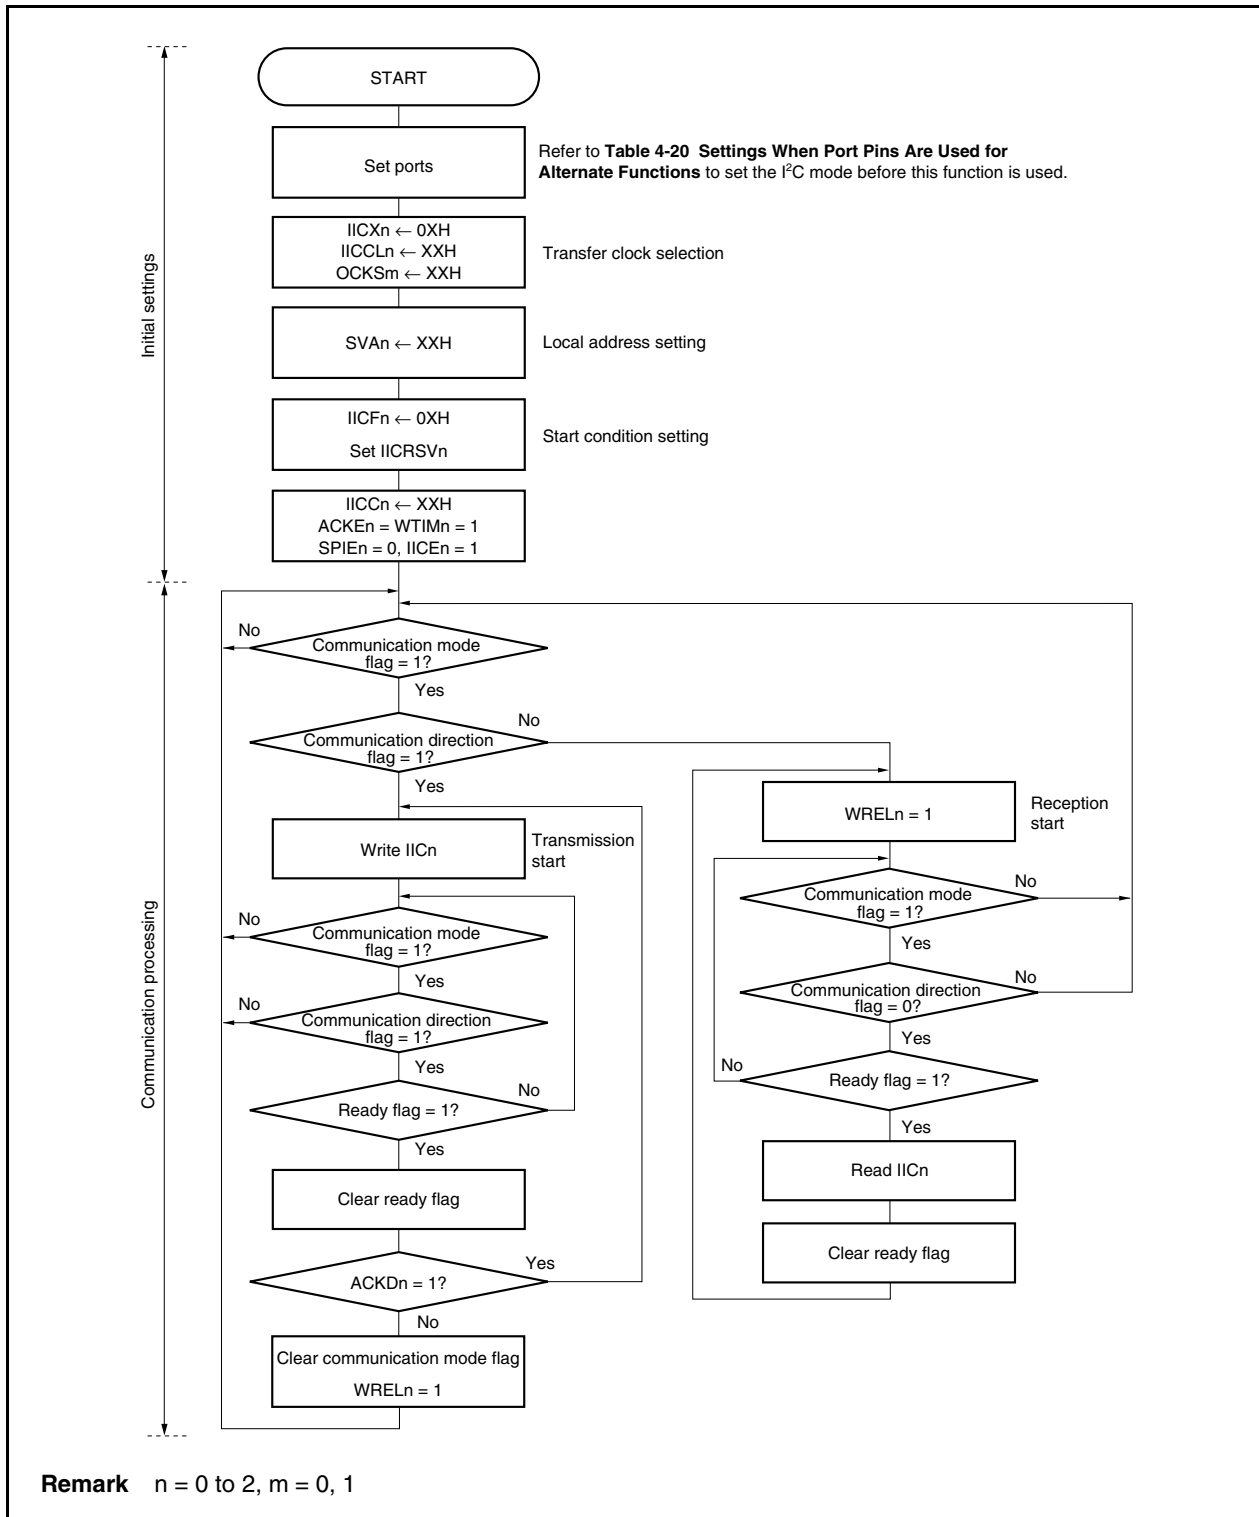 START
Set ports
Refer to Table 4-20 Settings When Port Pins Are Used for
Alternate Functions to set the I²C mode before this function is used.
IICXn ← 0XH
IICCLn ← XXH
OCKSm ← XXH
Transfer clock selection
SVAn ← XXH
Local address setting
IICFn ← 0XH
Set IICRSVn
Start condition setting
IICCn ← XXH
ACKEn = WTIMn = 1
SPIEn = 0, IICEn = 1
Initial settings
Communication processing
No
Communication mode
flag = 1?
Yes
No
Communication direction
flag = 1?
Yes
Write IICn
Transmission
start
No
Communication mode
flag = 1?
Yes
No
Communication direction
flag = 1?
Yes
No
Ready flag = 1?
Yes
Clear ready flag
Yes
ACKDn = 1?
No
Clear communication mode flag
WRELn = 1
WRELn = 1
Reception
start
No
Communication mode
flag = 1?
Yes
No
Communication direction
flag = 0?
Yes
No
Ready flag = 1?
Yes
Read IICn
Clear ready flag
Remark n = 0 to 2, m = 0, 1